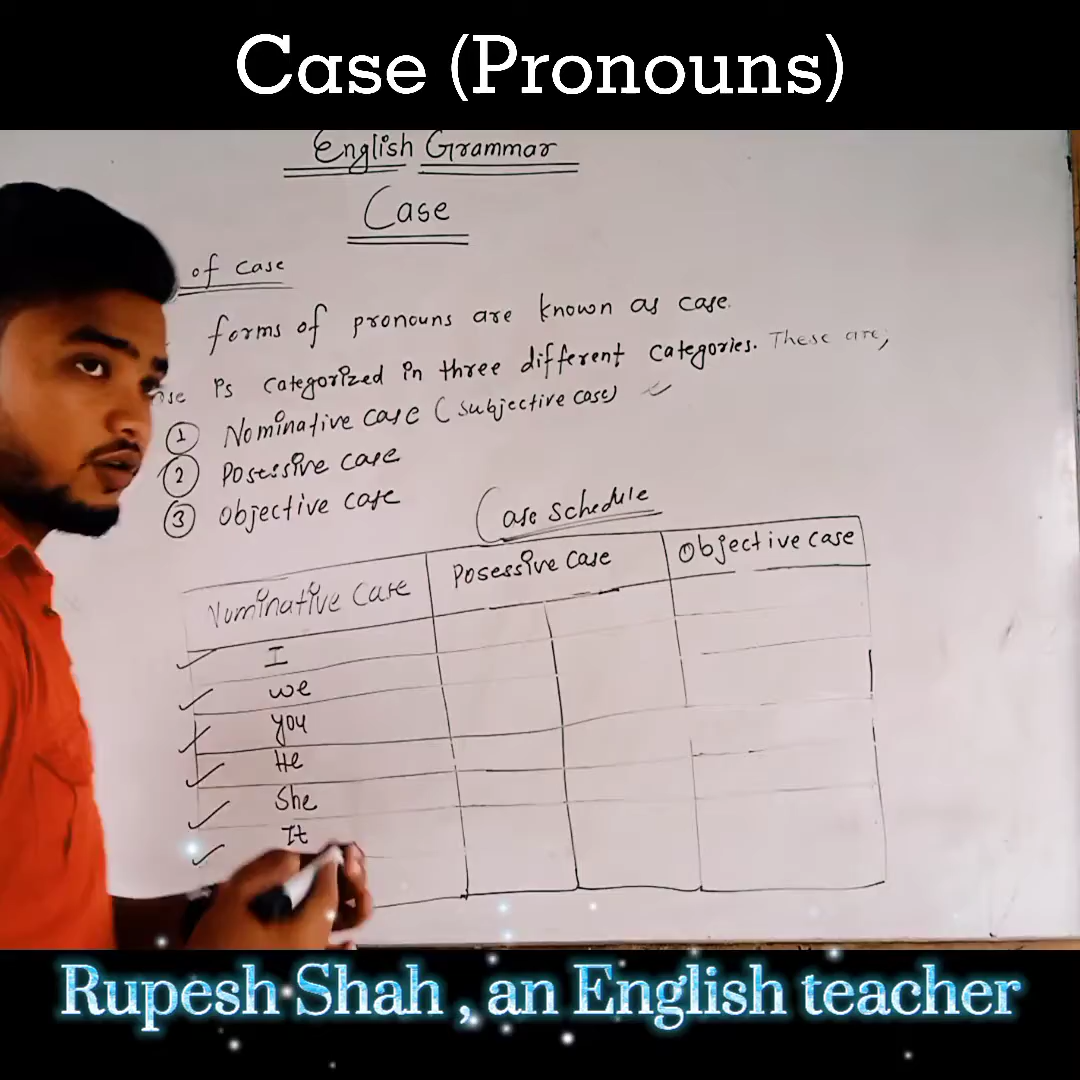 Case (Pronouns)
English Grammar
Case
of case
forms of pronouns are known as case.
is categorized in three different categories. These are,
1 Nominative case (subjective case)
2 Posessive case
3 Objective case
Case schedule
Nominative case Posessive case Objective case
I
we
you
He
She
It
Rupesh Shah , an English teacher